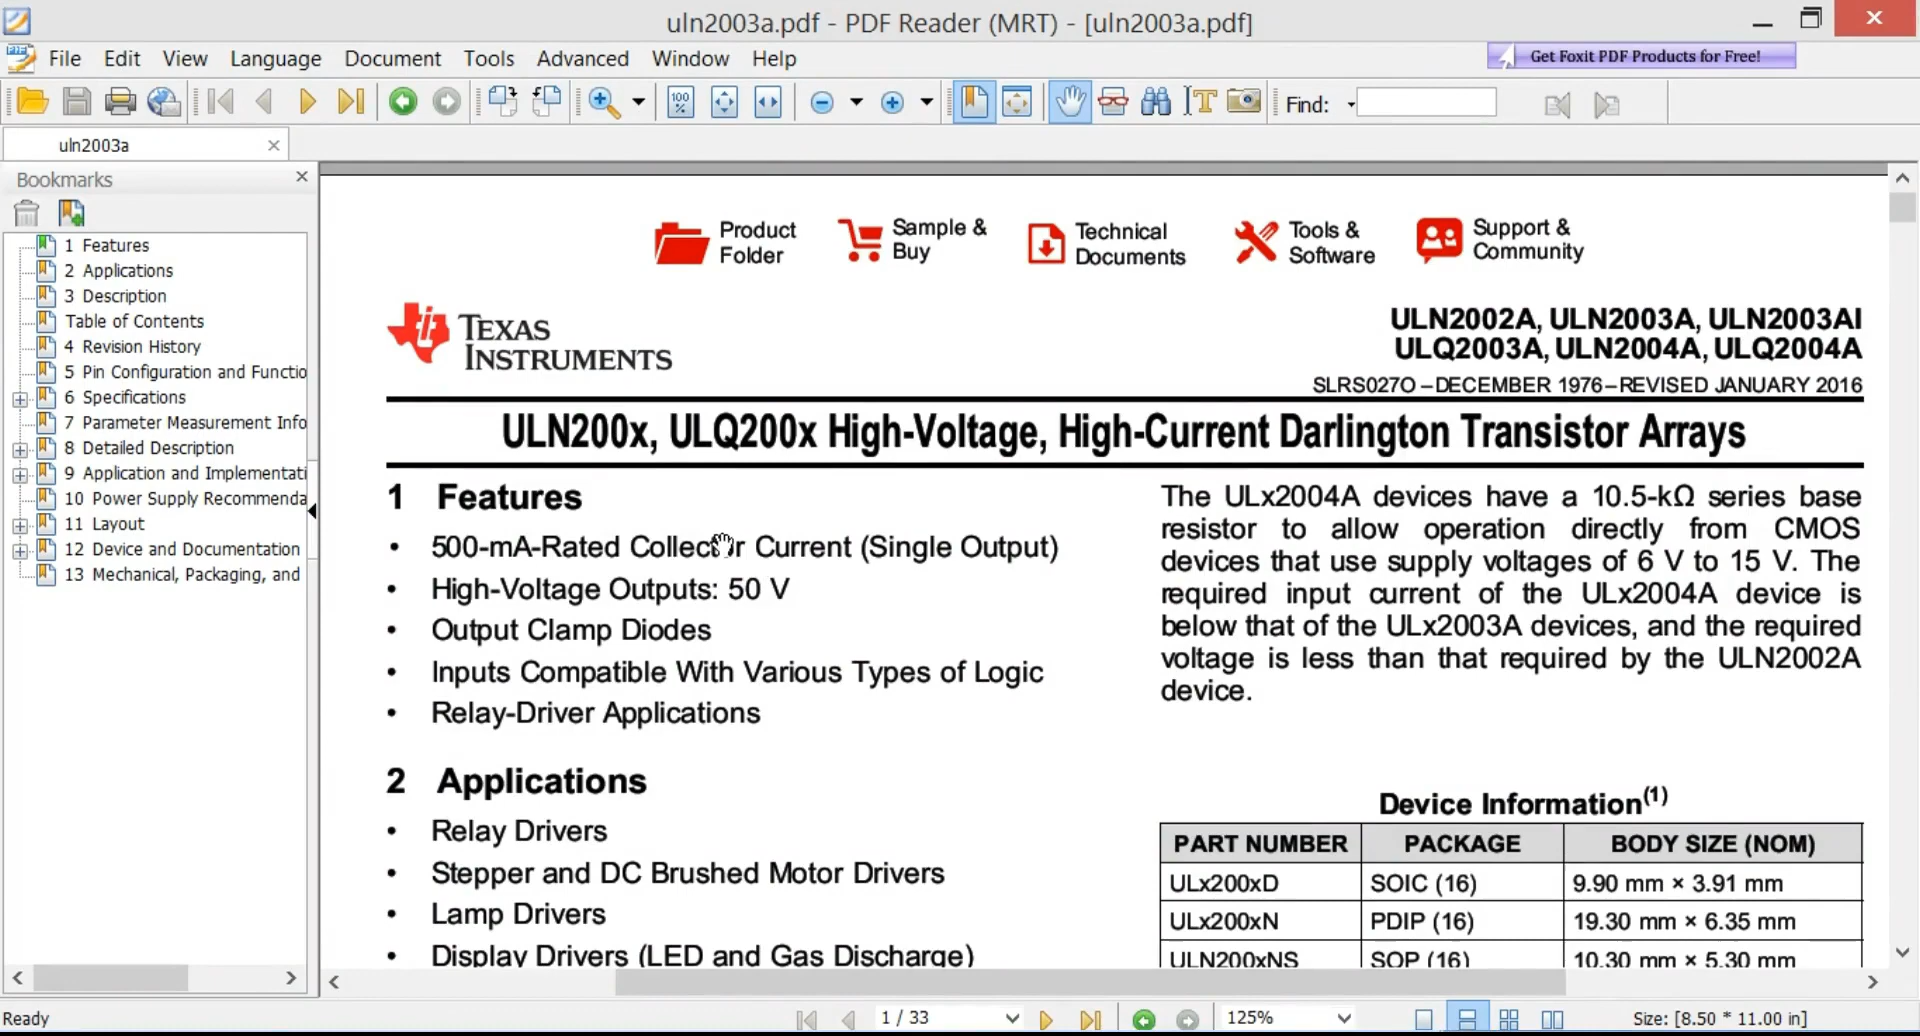 uln2003a.pdf - PDF Reader (MRT) - [uln2003a.pdf]
File Edit View Language Document Tools Advanced Window Help
Get Foxit PDF Products for Free!
100 %
Find:
uln2003a
Bookmarks
1 Features
2 Applications
3 Description
Table of Contents
4 Revision History
5 Pin Configuration and Functio
6 Specifications
7 Parameter Measurement Info
8 Detailed Description
9 Application and Implementati
10 Power Supply Recommenda
11 Layout
12 Device and Documentation
13 Mechanical, Packaging, and
Product Folder
Sample & Buy
Technical Documents
Tools & Software
Support & Community
TEXAS
INSTRUMENTS
ULN2002A, ULN2003A, ULN2003AI
ULQ2003A, ULN2004A, ULQ2004A
SLRS027O – DECEMBER 1976 – REVISED JANUARY 2016
ULN200x, ULQ200x High-Voltage, High-Current Darlington Transistor Arrays
1 Features
• 500-mA-Rated Collector Current (Single Output)
• High-Voltage Outputs: 50 V
• Output Clamp Diodes
• Inputs Compatible With Various Types of Logic
• Relay-Driver Applications
2 Applications
• Relay Drivers
• Stepper and DC Brushed Motor Drivers
• Lamp Drivers
• Display Drivers (LED and Gas Discharge)
The ULx2004A devices have a 10.5-kΩ series base
resistor to allow operation directly from CMOS
devices that use supply voltages of 6 V to 15 V. The
required input current of the ULx2004A device is
below that of the ULx2003A devices, and the required
voltage is less than that required by the ULN2002A
device.
Device Information(1)
PART NUMBER PACKAGE BODY SIZE (NOM)
ULx200xD SOIC (16) 9.90 mm × 3.91 mm
ULx200xN PDIP (16) 19.30 mm × 6.35 mm
ULN200xNS SOP (16) 10.30 mm × 5.30 mm
Ready
1 / 33
125%
Size: [8.50 * 11.00 in]